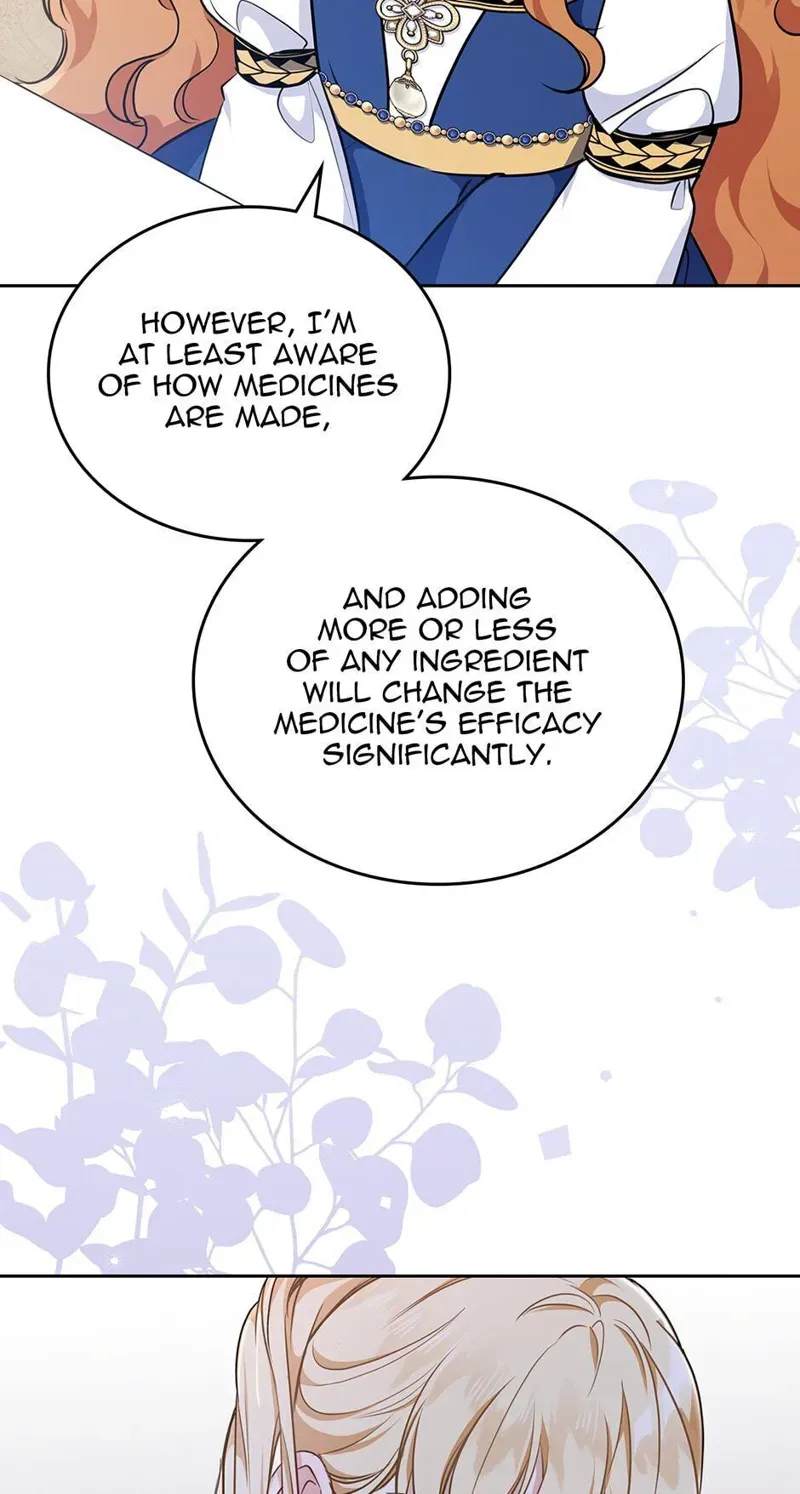 HOWEVER, I'M
AT LEAST AWARE
OF HOW MEDICINES
ARE MADE,
AND ADDING
MORE OR LESS
OF ANY INGREDIENT
WILL CHANGE THE
MEDICINE'S EFFICACY
SIGNIFICANTLY.